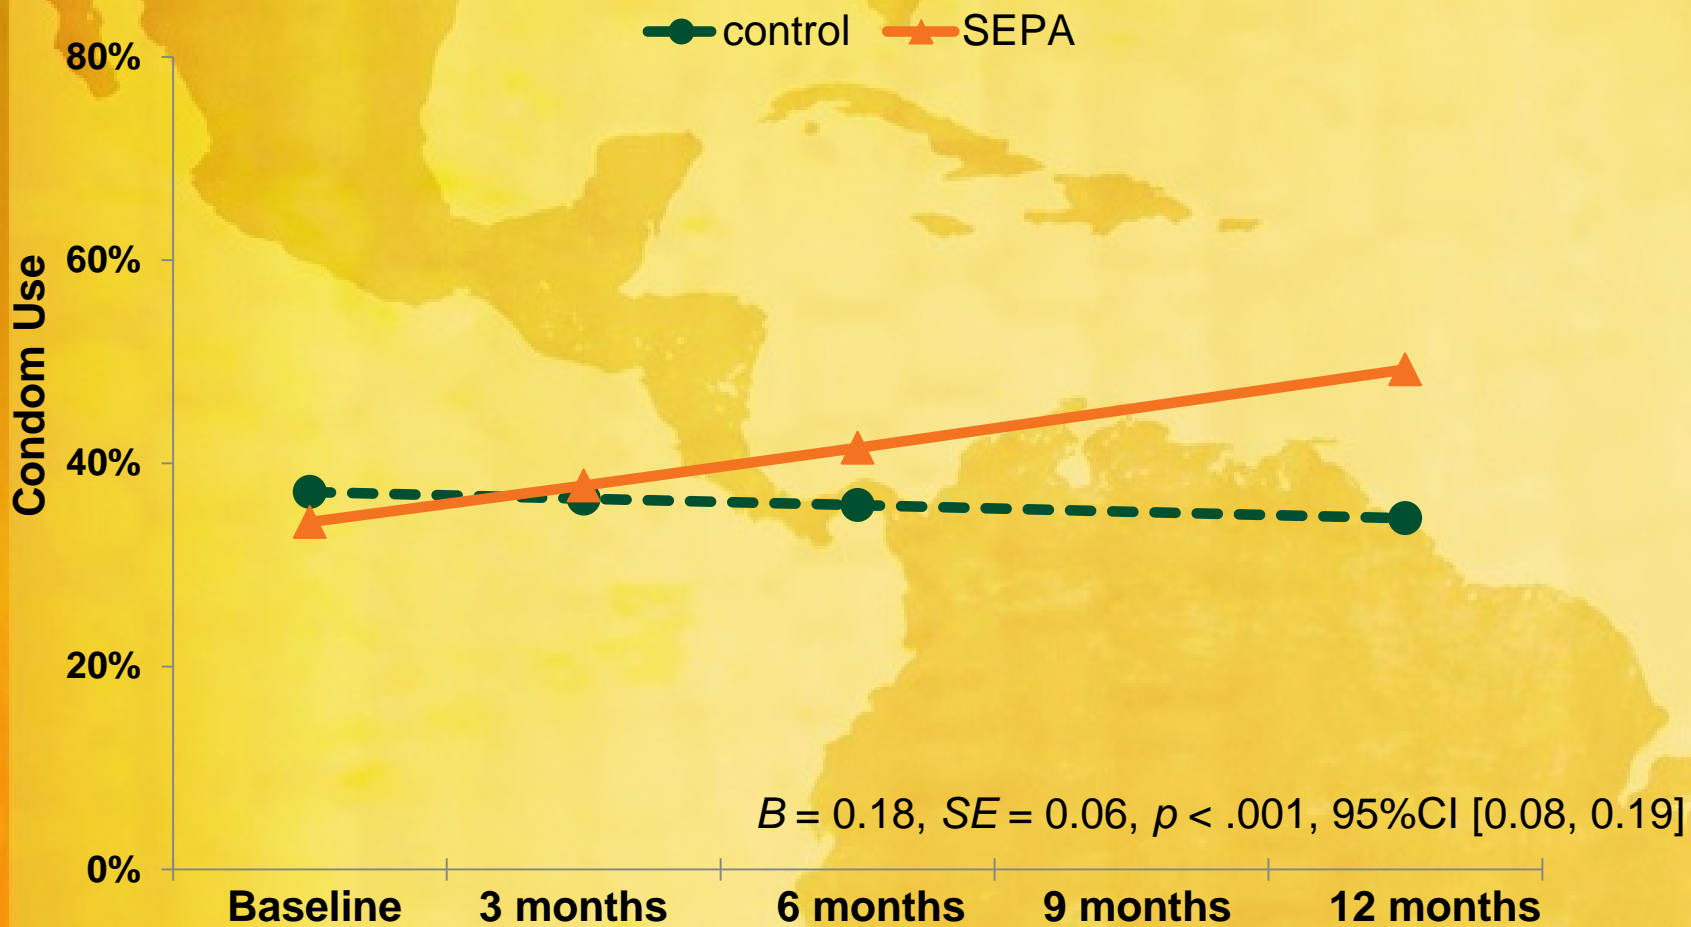 control SEPA
80%
60%
40%
20%
0%
Condom Use
B = 0.18, SE = 0.06, p < .001, 95%CI [0.08, 0.19]
Baseline 3 months 6 months 9 months 12 months